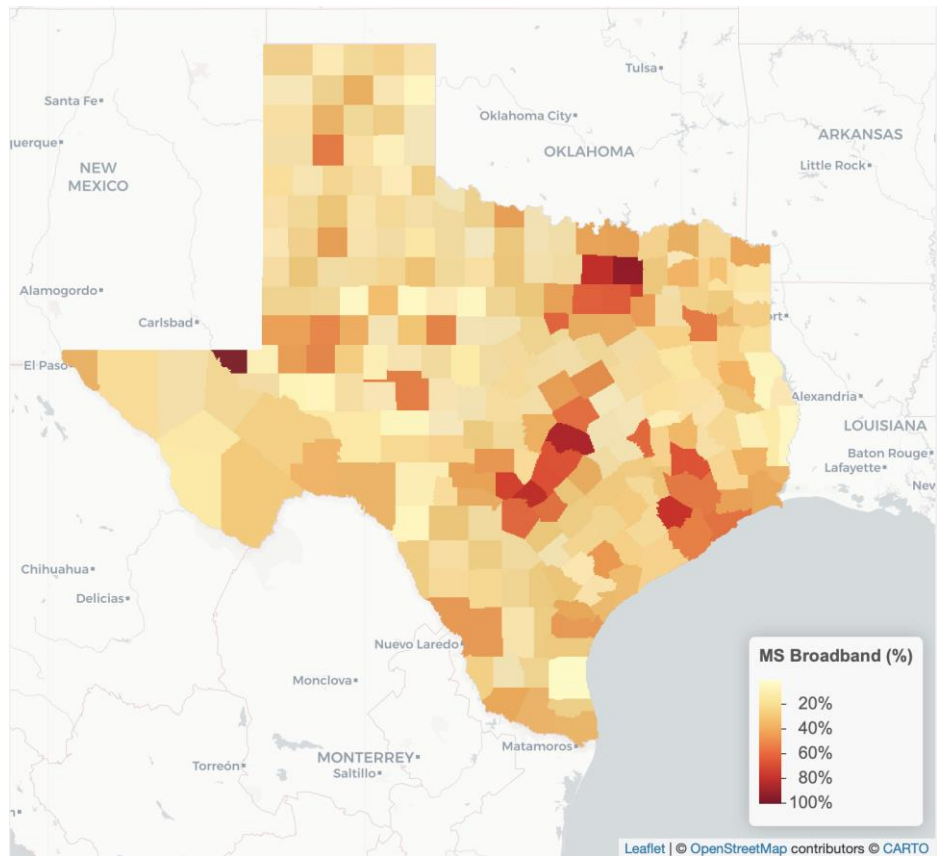 Tulsa
Santa Fe
Oklahoma City
ARKANSAS
querque
OKLAHOMA
Little Rock
NEW
MEXICO
Alamogordo
Carlsbad
ort
El Paso
Alexandria
LOUISIANA
Baton Rouge
Lafayette
New
Chihuahua
Delicias
Nuevo Laredo
Monclova
MS Broadband (%)
20%
40%
60%
80%
100%
Matamoros
MONTERREY
Torreón
Saltillo
Leaflet | © OpenStreetMap contributors © CARTO